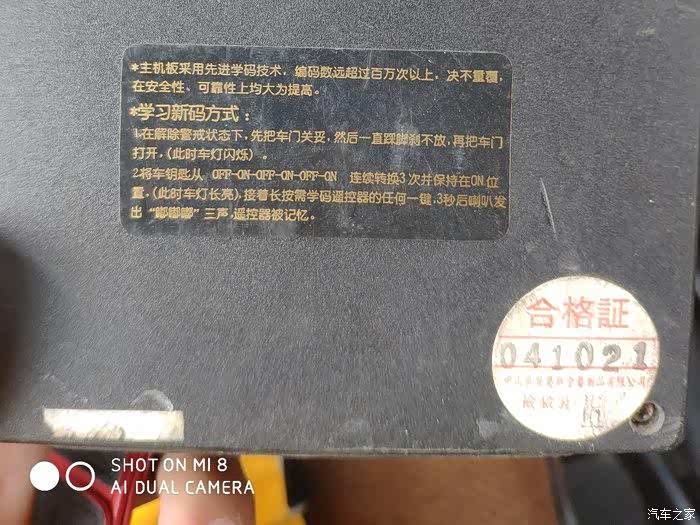 *主机板采用先进学码技术，编码数远超过百万次以上，决不重覆，
在安全性、可靠性上均大为提高。
*学习新码方式：
1.在解除警戒状态下，先把车门关妥，然后一直踩脚刹不放，再把车门
打开，(此时车灯闪烁) 。
2.将车钥匙从 OFF-ON-OFF-ON-OFF-ON 连续转换3次并保持在ON位
置，(此时车灯长亮)，接着长按需学码遥控器的任何一键，3秒后喇叭发
出“嘟嘟嘟”三声，遥控器被记忆。
合格証
041021
有限公司
SHOT ON MI 8
AI DUAL CAMERA
汽车之家